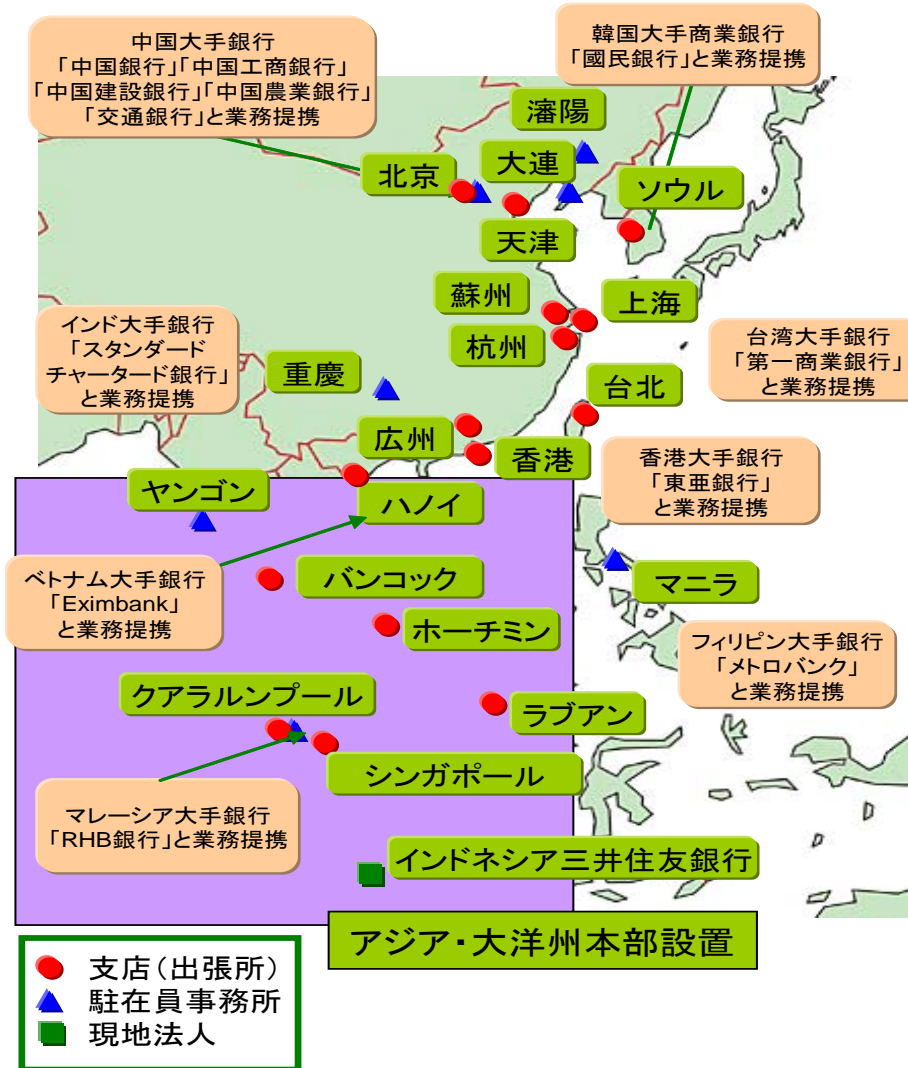 中国大手銀行
「中国銀行」「中国工商銀行」
「中国建設銀行」「中国農業銀行」
「交通銀行」と業務提携
韓国大手商業銀行
「國民銀行」と業務提携
瀋陽
大連
北京
ソウル
天津
蘇州
上海
杭州
インド大手銀行
「スタンダード
チャータード銀行」
と業務提携
台湾大手銀行
「第一商業銀行」
と業務提携
重慶
台北
広州
香港
香港大手銀行
「東亜銀行」
と業務提携
ヤンゴン
ハノイ
バンコック
マニラ
ベトナム大手銀行
「Eximbank」
と業務提携
ホーチミン
フィリピン大手銀行
「メトロバンク」
と業務提携
クアラルンプール
ラブアン
シンガポール
マレーシア大手銀行
「RHB銀行」と業務提携
インドネシア三井住友銀行
アジア・大洋州本部設置
支店(出張所)
駐在員事務所
現地法人